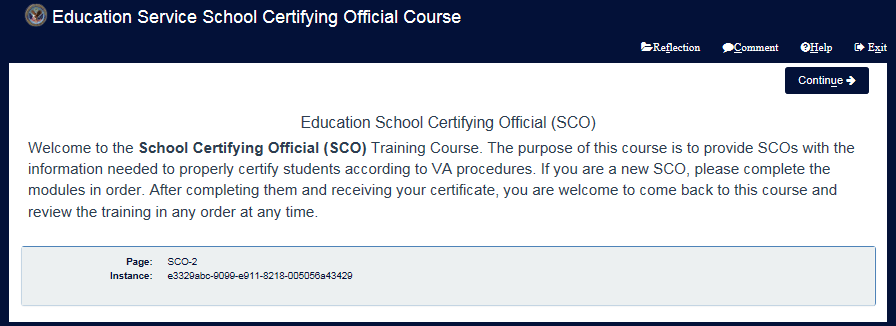 Education Service School Certifying Official Course
Reflection Comment Help Exit
Continue
Education School Certifying Official (SCO)
Welcome to the School Certifying Official (SCO) Training Course. The purpose of this course is to provide SCOs with the
information needed to properly certify students according to VA procedures. If you are a new SCO, please complete the
modules in order. After completing them and receiving your certificate, you are welcome to come back to this course and
review the training in any order at any time.
Page: SCO-2
Instance: e3329abc-9099-e911-8218-005056a43429